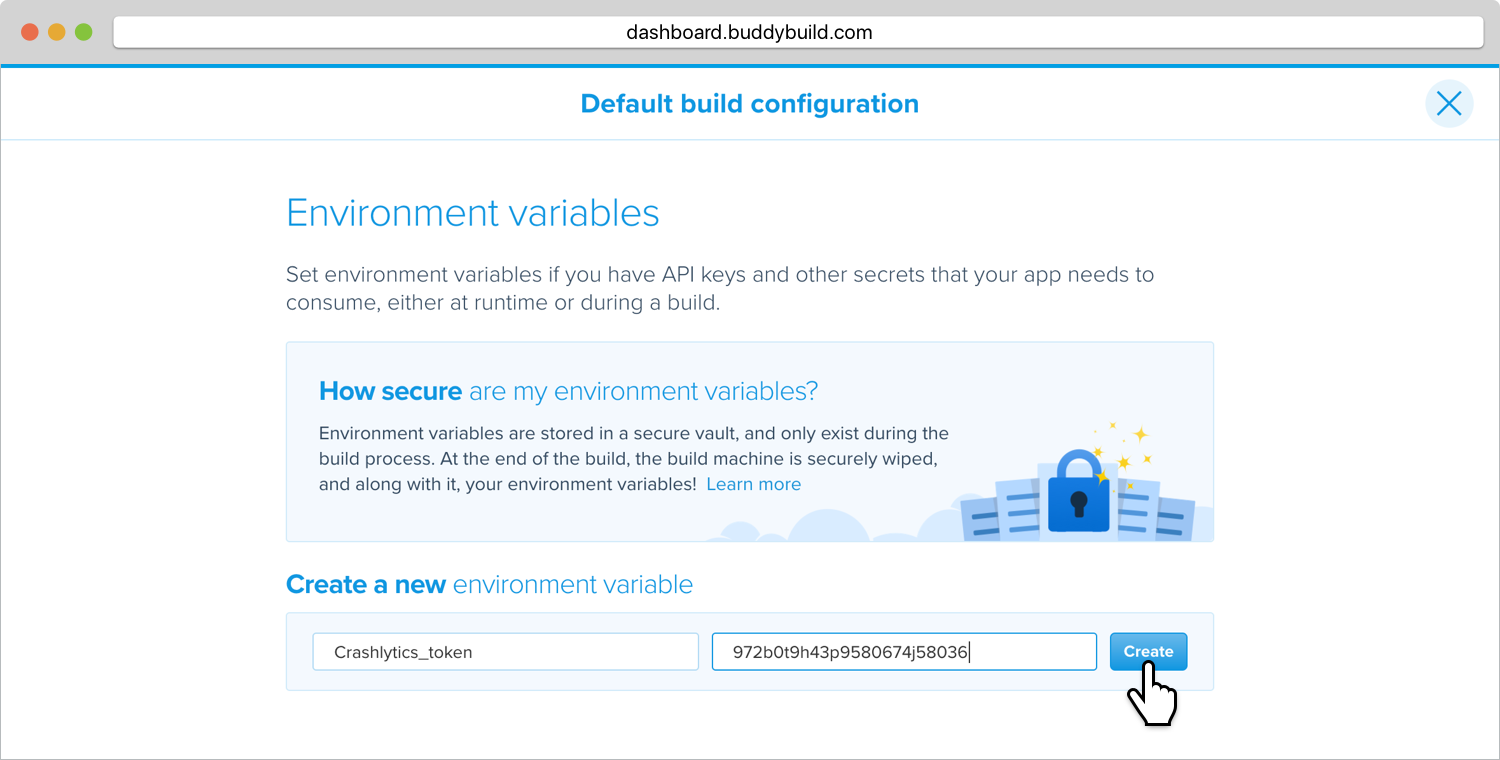 dashboard.buddybuild.com
Default build configuration
Environment variables
Set environment variables if you have API keys and other secrets that your app needs to
consume, either at runtime or during a build.
How secure are my environment variables?
Environment variables are stored in a secure vault, and only exist during the
build process. At the end of the build, the build machine is securely wiped,
and along with it, your environment variables! Learn more
Create a new environment variable
Crashlytics_token 972b0t9h43p9580674j58036 Create